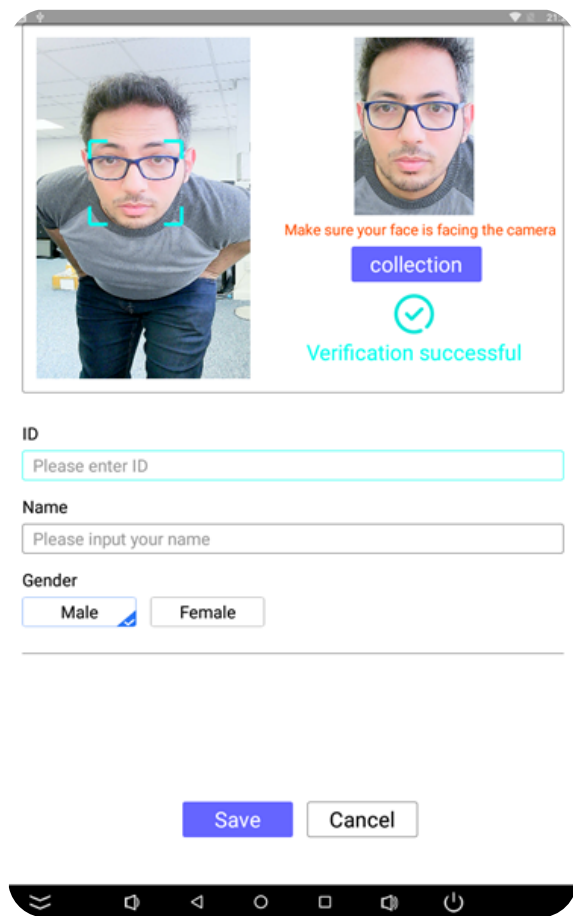 Make sure your face is facing the camera
collection
Verification successful
ID
Please enter ID
Name
Please input your name
Gender
Male Female
Save Cancel